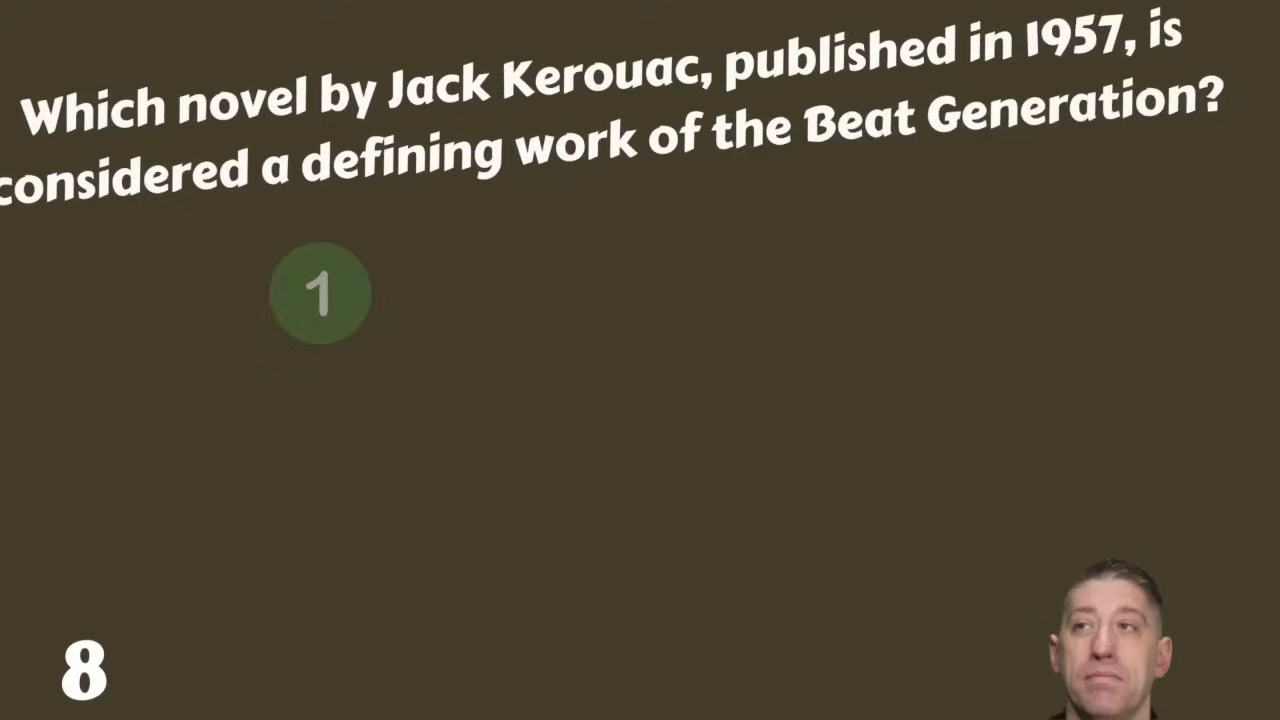 Which novel by Jack Kerouac, published in 1957, is
considered a defining work of the Beat Generation?
1
8